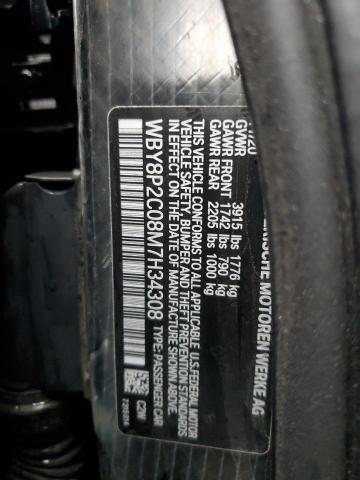 ERISCHE MOTOREN WERKE AG
GVWR 3915 lbs 1776 kg
GAWR FRONT 1742 lbs 790 kg
GAWR REAR 2205 lbs 1000 kg
THIS VEHICLE CONFORMS TO ALL APPLICABLE U.S. FEDERAL MOTOR
VEHICLE SAFETY, BUMPER AND THEFT PREVENTION STANDARDS
IN EFFECT ON THE DATE OF MANUFACTURE SHOWN ABOVE.
WBY8P2C08M7H34308 TYPE: PASSENGER CAR